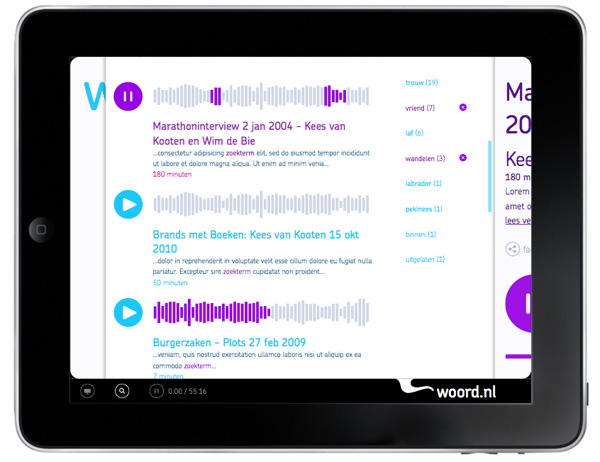 W
Marathoninterview 2 jan 2004 - Kees van
Kooten en Wim de Bie
...consectetur adipisicing zoekterm elit, sed do eiusmod tempor incididunt
ut labore et dolore magna aliqua. Ut enim ad minim venia...
180 minuten
Brands met Boeken: Kees van Kooten 15 okt
2010
...dolor in reprehenderit in voluptate velit esse cillum dolore eu fugiat nulla
pariatur. Excepteur sint zoekterm cupidatat non proident...
50 minuten
Burgerzaken - Plots 27 feb 2009
...veniam, quis nostrud exercitation ullamco laboris nisi ut aliquip ex ea
commodo zoekterm...
7 minuten
trouw (19)
vriend (7)
laf (6)
wandelen (3)
labrador (1)
pekinees (1)
binnen (1)
uitgelaten (1)
Ma
20
Kee
180 m
Lorem
amet o
lees ve
fa
0.00 / 55:16
woord.nl